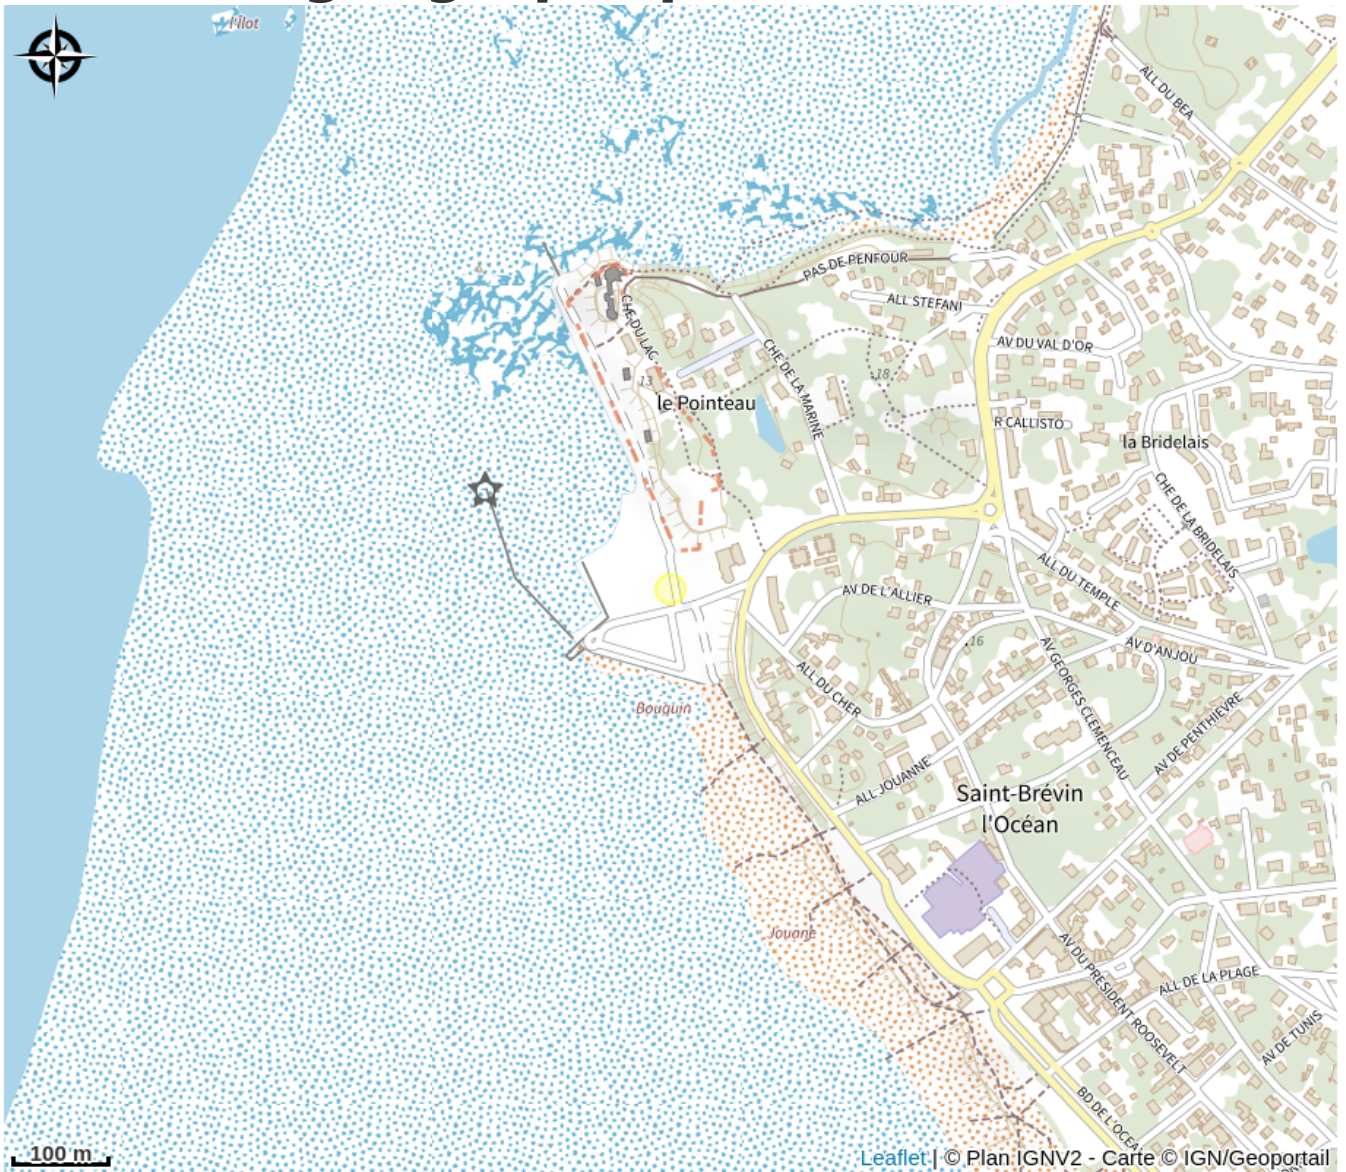 l'Îlot
ALL DU BEA
PAS DE PENFOUR
ALL STEFANI
CHE DU LAC
AV DU VAL D'OR
CHE DE LA MARINE
13
18
le Pointeau
R CALLISTO
la Bridelais
CHE DE LA BRIDELAIS
ALL DU TEMPLE
AV DE L'ALLIER
16
AV D'ANJOU
AV GEORGES CLEMENCEAU
ALL DU CHER
AV DE PENTHIEVRE
Bouquin
ALL JOUANNE
Saint-Brévin
l'Océan
Jouane
AV DU PRESIDENT ROOSEVELT
ALL DE LA PLAGE
AV DE TUNIS
BD DE L'OCEAN
100 m
Leaflet | © Plan IGNV2 - Carte © IGN/Geoportail